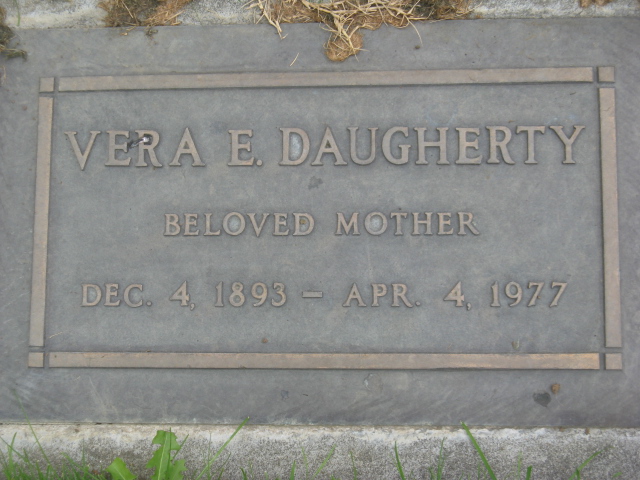 VERA E. DAUGHERTY
BELOVED MOTHER
DEC. 4, 1893 – APR. 4, 1977